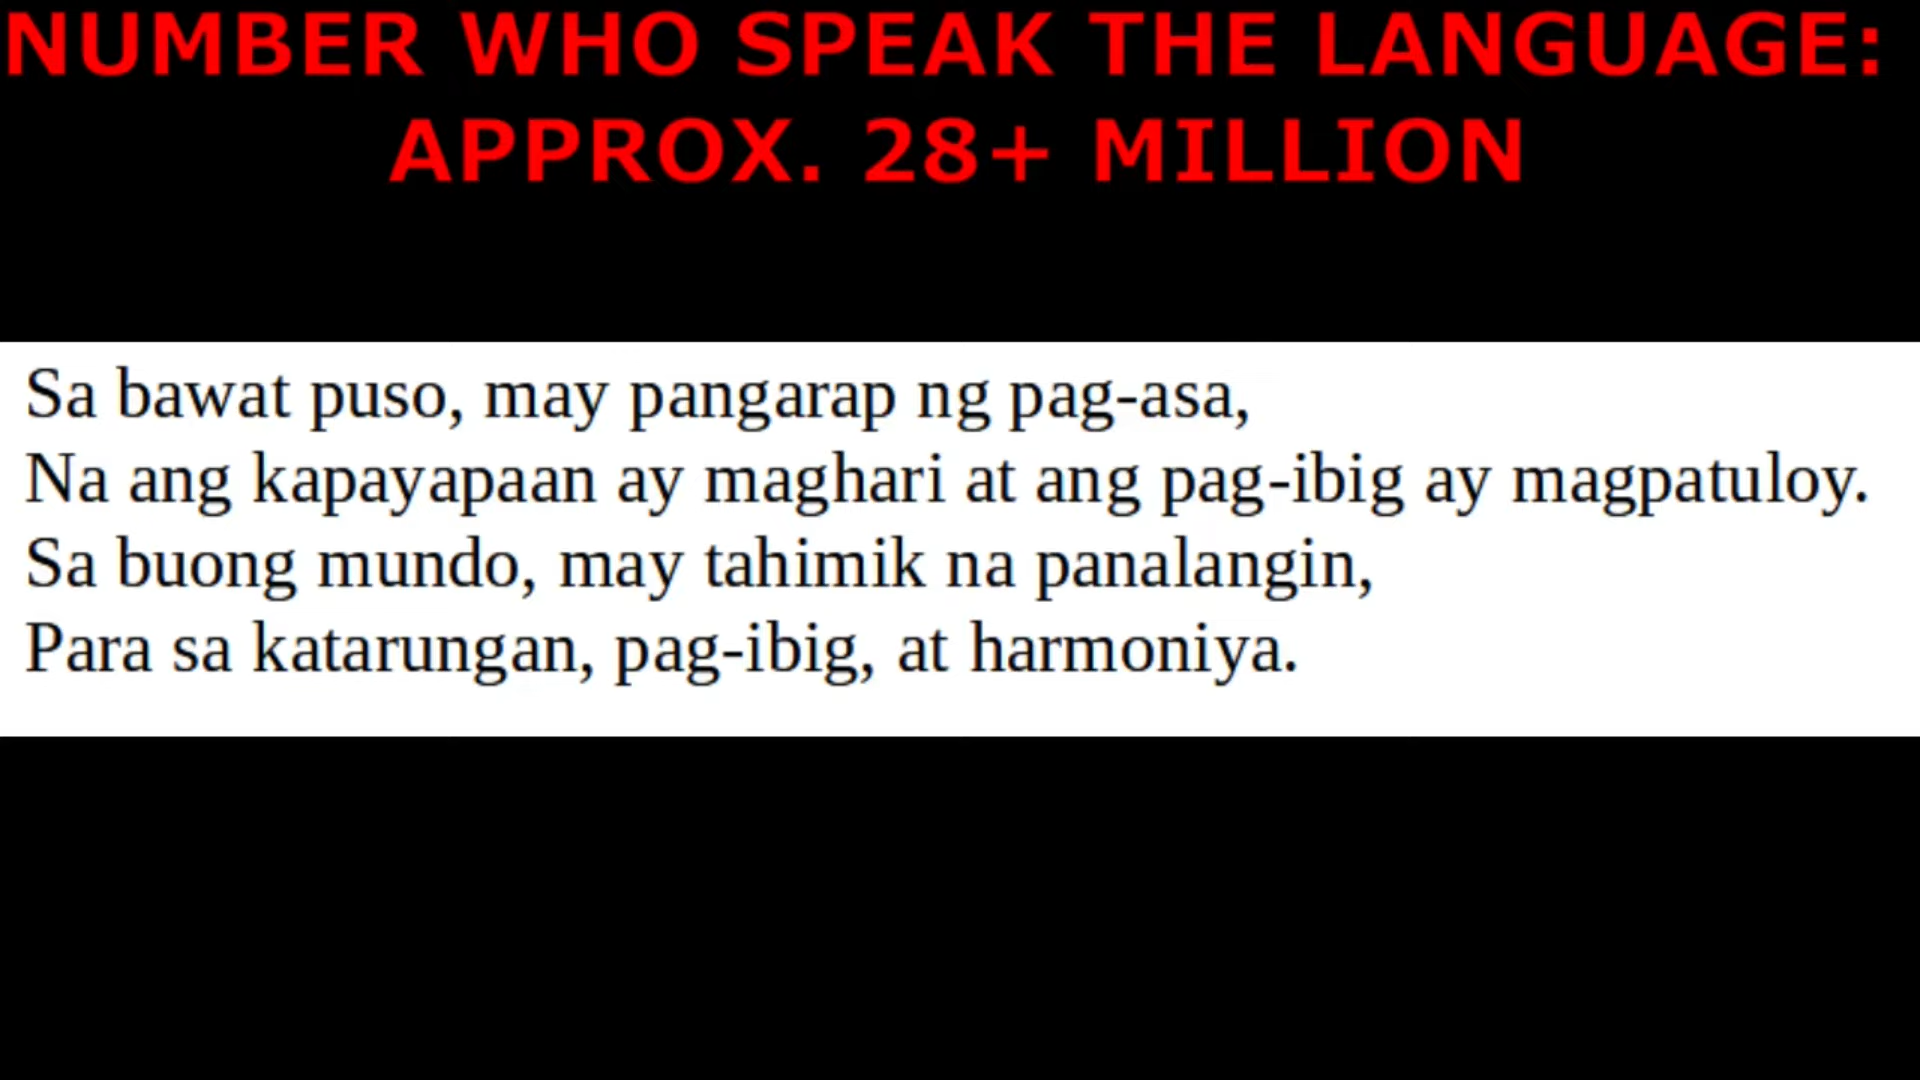 NUMBER WHO SPEAK THE LANGUAGE:
APPROX. 28+ MILLION
Sa bawat puso, may pangarap ng pag-asa,
Na ang kapayapaan ay maghari at ang pag-ibig ay magpatuloy.
Sa buong mundo, may tahimik na panalangin,
Para sa katarungan, pag-ibig, at harmoniya.